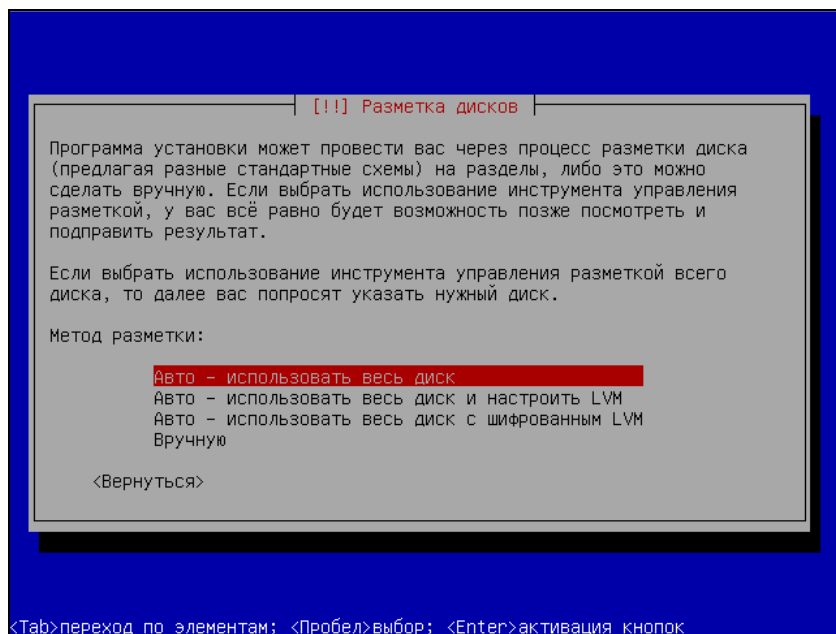 [!!] Разметка дисков
Программа установки может провести вас через процесс разметки диска
(предлагая разные стандартные схемы) на разделы, либо это можно
сделать вручную. Если выбрать использование инструмента управления
разметкой, у вас всё равно будет возможность позже посмотреть и
подправить результат.
Если выбрать использование инструмента управления разметкой всего
диска, то далее вас попросят указать нужный диск.
Метод разметки:
Авто - использовать весь диск
Авто - использовать весь диск и настроить LVM
Авто - использовать весь диск с шифрованным LVM
Вручную
<Вернуться>
<Tab>переход по элементам; <Пробел>выбор; <Enter>активация кнопок